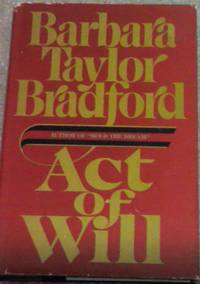 Barbara
Taylor
Bradford
AUTHOR OF "HOLD THE DREAM"
Act
of
Will